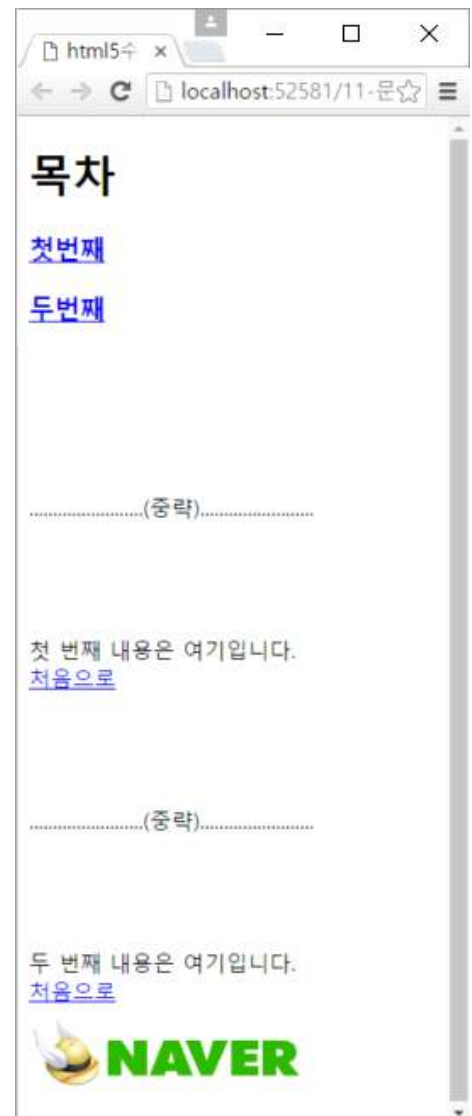 html5수
localhost:52581/11-문
목차
첫번째
두번째
........................(중략)........................
첫 번째 내용은 여기입니다.
처음으로
........................(중략)........................
두 번째 내용은 여기입니다.
처음으로
NAVER